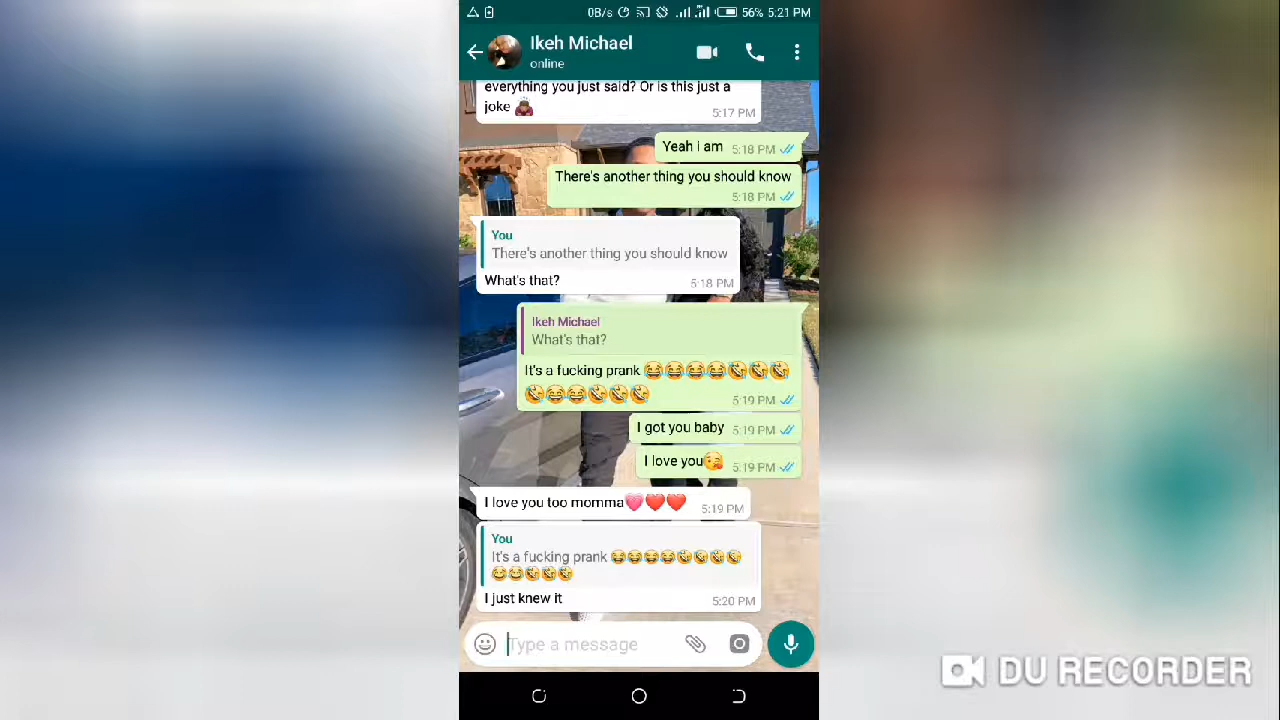 0B/s 56% 5:21 PM
Ikeh Michael
online
everything you just said? Or is this just a
joke 🤷🏾‍♀️ 5:17 PM
Yeah i am 5:18 PM
There's another thing you should know
5:18 PM
You
There's another thing you should know
What's that? 5:18 PM
Ikeh Michael
What's that?
It's a fucking prank 😂😂😂😂🤣🤣🤣
🤣😂😂🤣🤣🤣 5:19 PM
I got you baby 5:19 PM
I love you😘 5:19 PM
I love you too momma💗❤️❤️ 5:19 PM
You
It's a fucking prank 😂😂😂😂🤣🤣🤣
😂😂🤣🤣🤣
I just knew it 5:20 PM
Type a message
DU RECORDER